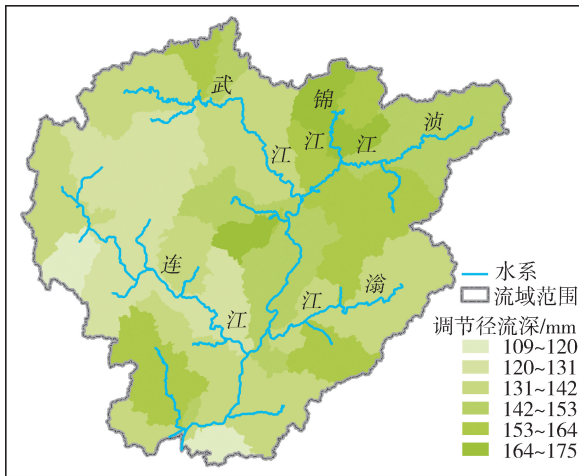 武江
锦江
浈江
连江
滃江
水系
流域范围
调节径流深/mm
109~120
120~131
131~142
142~153
153~164
164~175